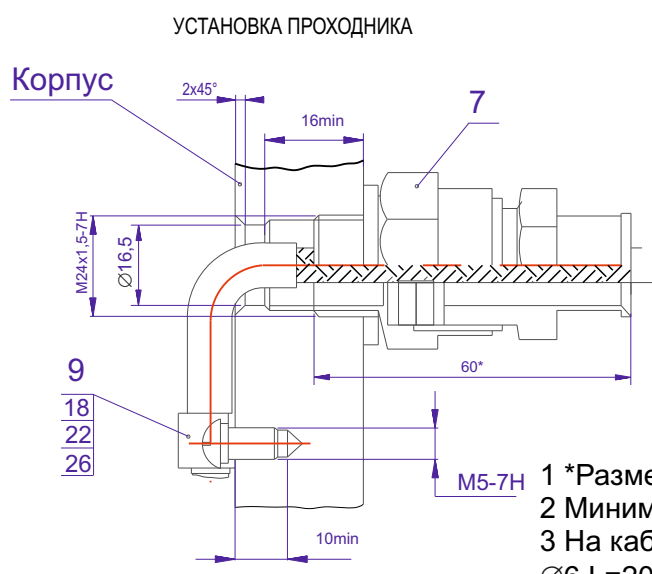 УСТАНОВКА ПРОХОДНИКА
Корпус
2x45°
16min
7
M24x1,5-7H
∅16,5
60*
9
18
22
26
M5-7H
10min
1 *Разме
2 Миним
3 На каб